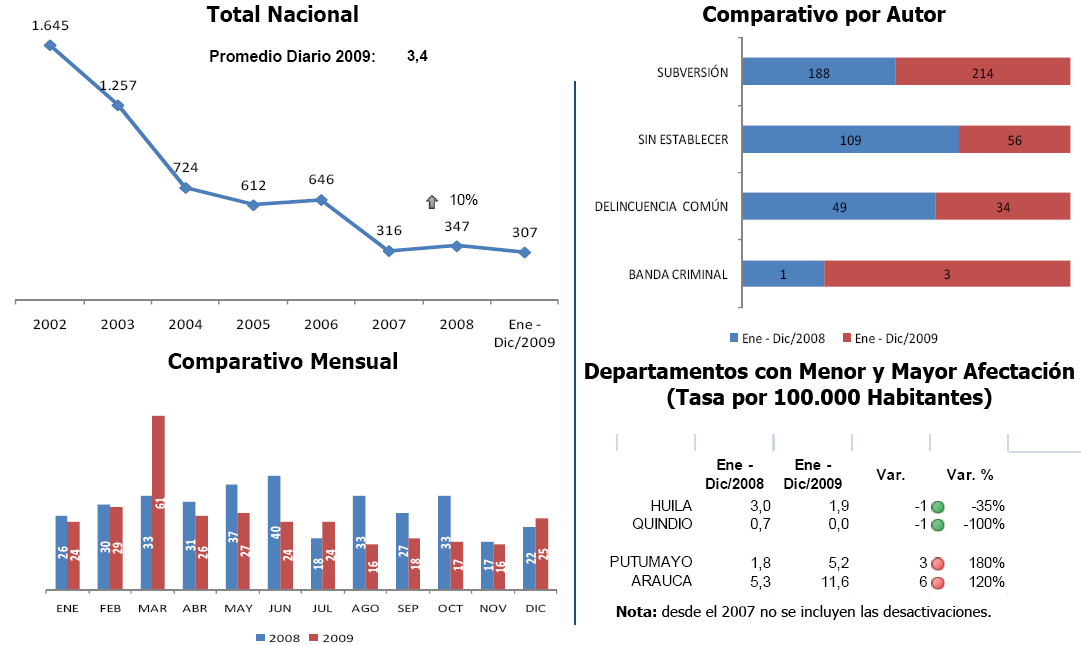 Total Nacional
Promedio Diario 2009: 3,4
1.645
1.257
724
612
646
316
347
307
10%
2002 2003 2004 2005 2006 2007 2008 Ene -
Dic/2009
Comparativo Mensual
26 24 30 29 33 61 31 26 37 27 40 24 18 24 33 16 27 18 33 17 17 16 22 25
ENE FEB MAR ABR MAY JUN JUL AGO SEP OCT NOV DIC
2008 2009
Comparativo por Autor
SUBVERSIÓN 188 214
SIN ESTABLECER 109 56
DELINCUENCIA COMÚN 49 34
BANDA CRIMINAL 1 3
Ene - Dic/2008 Ene - Dic/2009
Departamentos con Menor y Mayor Afectación
(Tasa por 100.000 Habitantes)
Ene - Ene -
Dic/2008 Dic/2009 Var. Var. %
HUILA 3,0 1,9 -1 -35%
QUINDIO 0,7 0,0 -1 -100%
PUTUMAYO 1,8 5,2 3 180%
ARAUCA 5,3 11,6 6 120%
Nota: desde el 2007 no se incluyen las desactivaciones.